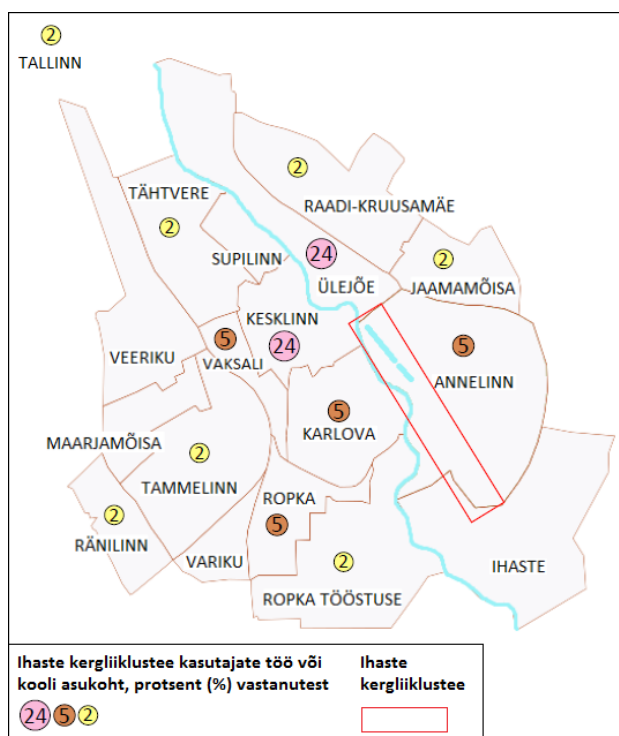 2
TALLINN
2
TÄHTVERE
RAADI-KRUUSAMÄE
2
SUPILINN
24
2
ÜLEJÕE
JAAMAMÕISA
KESKLINN
5
24
5
VEERIKU
VAKSALI
ANNELINN
5
KARLOVA
MAARJAMÕISA
2
TAMMELINN
ROPKA
2
5
RÄNILINN
VARIKU
2
IHASTE
ROPKA TÖÖSTUSE
Ihaste kergliiklustee kasutajate töö või
kooli asukoht, protsent (%) vastanutest
24 5 2
Ihaste
kergliiklustee